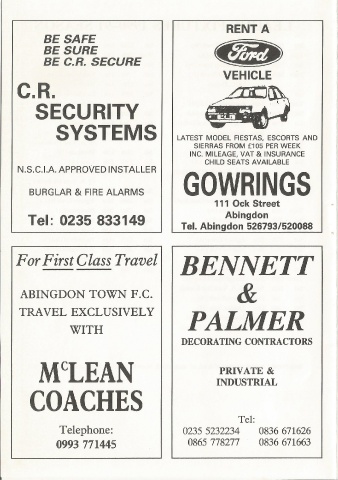 BE SAFE
BE SURE
BE C.R. SECURE
C.R.
SECURITY
SYSTEMS
N.S.C.I.A. APPROVED INSTALLER
BURGLAR & FIRE ALARMS
Tel: 0235 833149
RENT A
Ford
VEHICLE
LATEST MODEL FIESTAS, ESCORTS AND
SIERRAS FROM £105 PER WEEK
INC. MILEAGE, VAT & INSURANCE
CHILD SEATS AVAILABLE
GOWRINGS
111 Ock Street
Abingdon
Tel. Abingdon 526793/520088
For First Class Travel
ABINGDON TOWN F.C.
TRAVEL EXCLUSIVELY
WITH
McLEAN
COACHES
Telephone:
0993 771445
BENNETT
&
PALMER
DECORATING CONTRACTORS
PRIVATE &
INDUSTRIAL
Tel:
0235 5232234 0836 671626
0865 778277 0836 671663